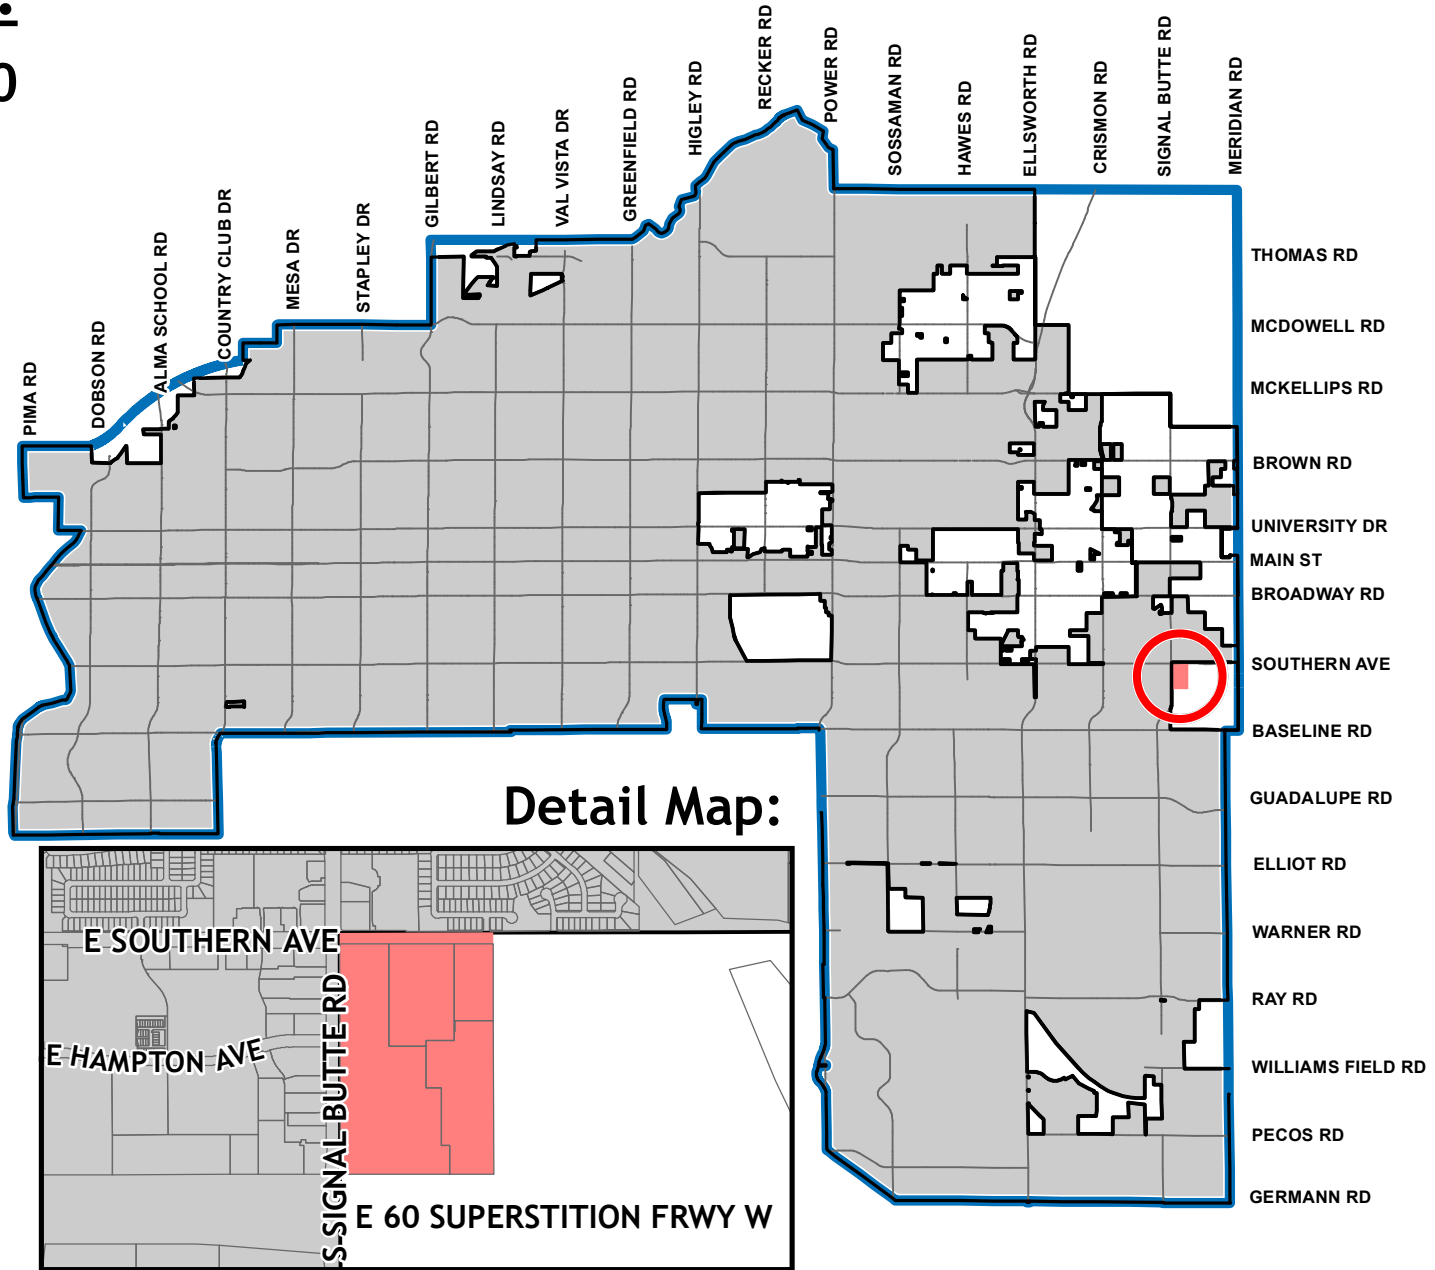 0
PIMA RD
DOBSON RD
ALMA SCHOOL RD
COUNTRY CLUB DR
MESA DR
STAPLEY DR
GILBERT RD
LINDSAY RD
VAL VISTA DR
GREENFIELD RD
HIGLEY RD
RECKER RD
POWER RD
SOSSAMAN RD
HAWES RD
ELLSWORTH RD
CRISMON RD
SIGNAL BUTTE RD
MERIDIAN RD
THOMAS RD
MCDOWELL RD
MCKELLIPS RD
BROWN RD
UNIVERSITY DR
MAIN ST
BROADWAY RD
SOUTHERN AVE
BASELINE RD
GUADALUPE RD
ELLIOT RD
WARNER RD
RAY RD
WILLIAMS FIELD RD
PECOS RD
GERMANN RD
Detail Map:
E SOUTHERN AVE
E HAMPTON AVE
S SIGNAL BUTTE RD
E 60 SUPERSTITION FRWY W